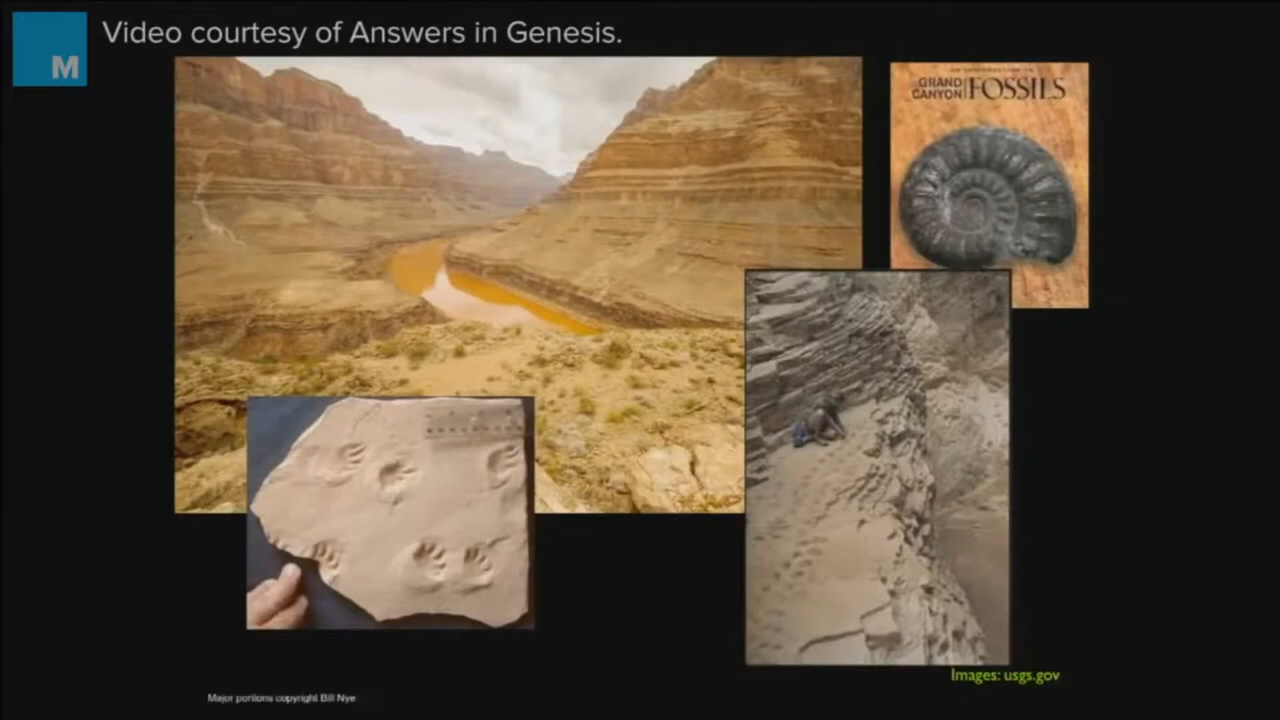 M
Video courtesy of Answers in Genesis.
GRAND
CANYON
FOSSILS
Images: usgs.gov
Major portions copyright Bill Nye